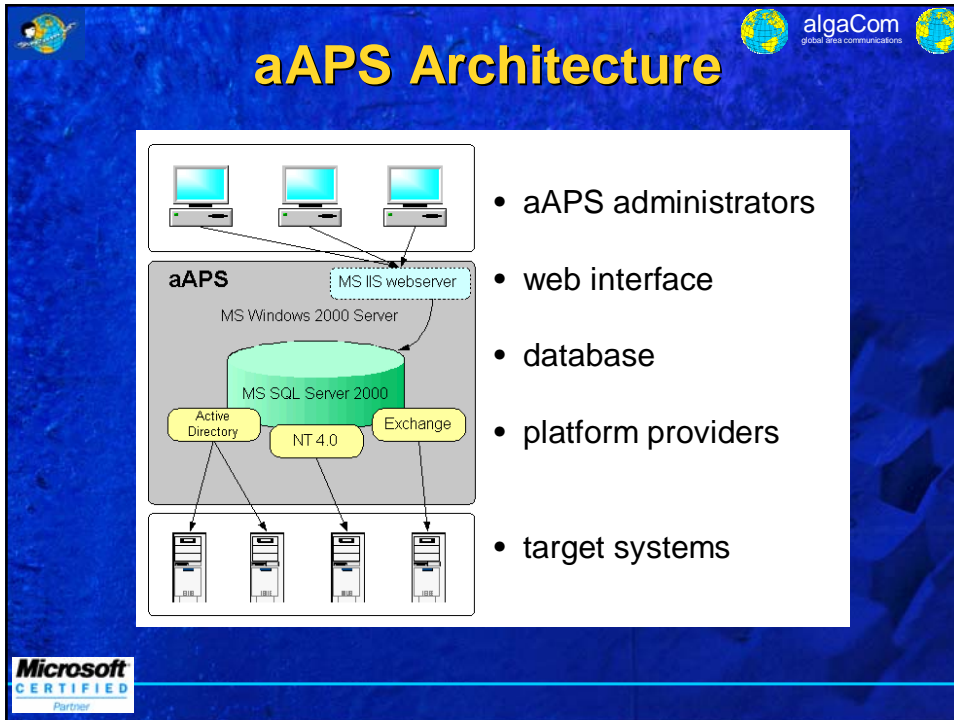 algaCom
global area communications
aAPS Architecture
• aAPS administrators
aAPS
MS IIS webserver
• web interface
MS Windows 2000 Server
• database
MS SQL Server 2000
Active
Directory
NT 4.0
Exchange
• platform providers
• target systems
Microsoft
CERTIFIED
Partner